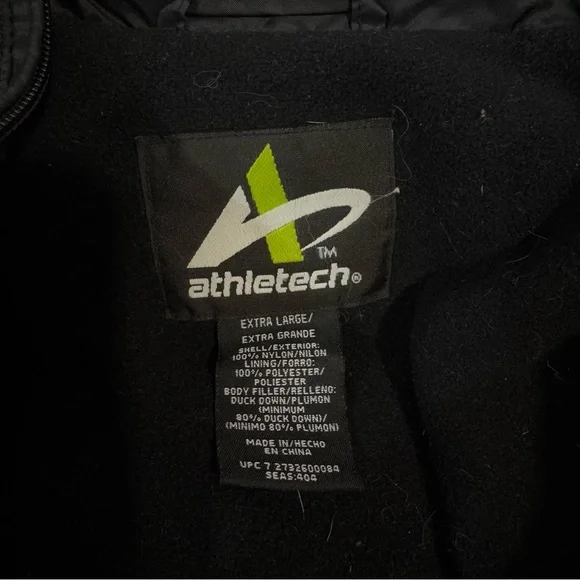 TM
athletech®
EXTRA LARGE/
EXTRA GRANDE
SHELL/EXTERIOR:
100% NYLON/NILON
LINING/FORRO:
100% POLYESTER/
POLIESTER
BODY FILLER/RELLENO:
DUCK DOWN/PLUMON
(MINIMUM
80% DUCK DOWN)/
(MINIMO 80% PLUMON)
MADE IN/HECHO
EN CHINA
UPC 7 2732600084
SEAS:404